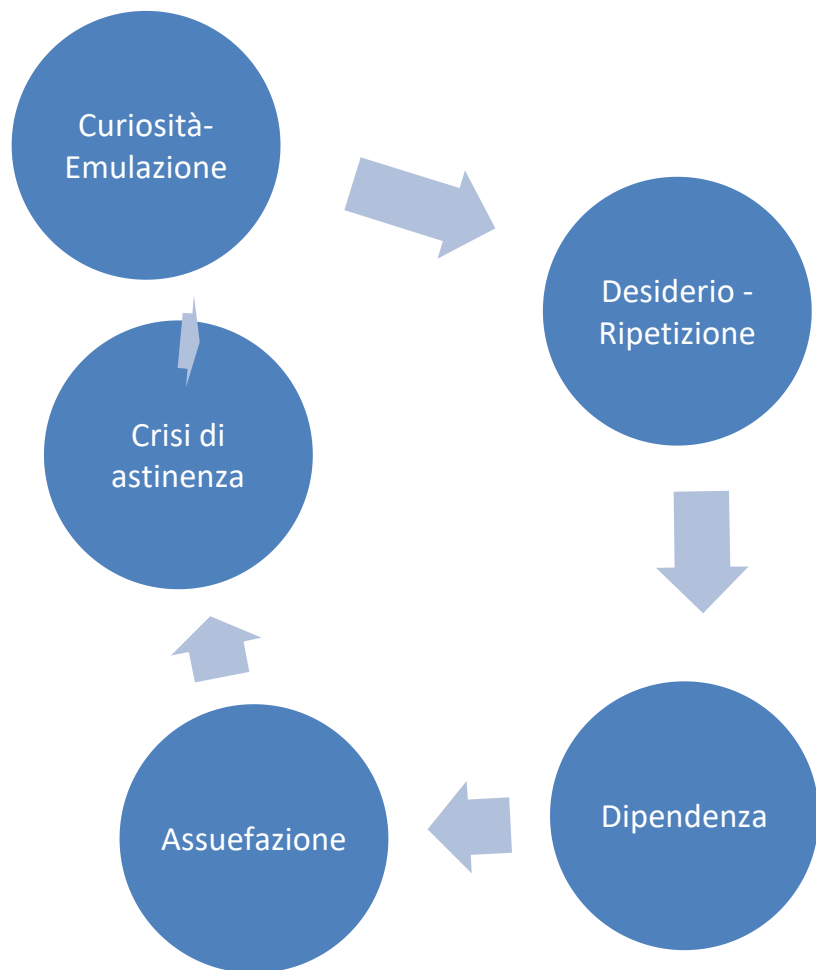 Curiosità-
Emulazione
Desiderio -
Ripetizione
Dipendenza
Assuefazione
Crisi di
astinenza